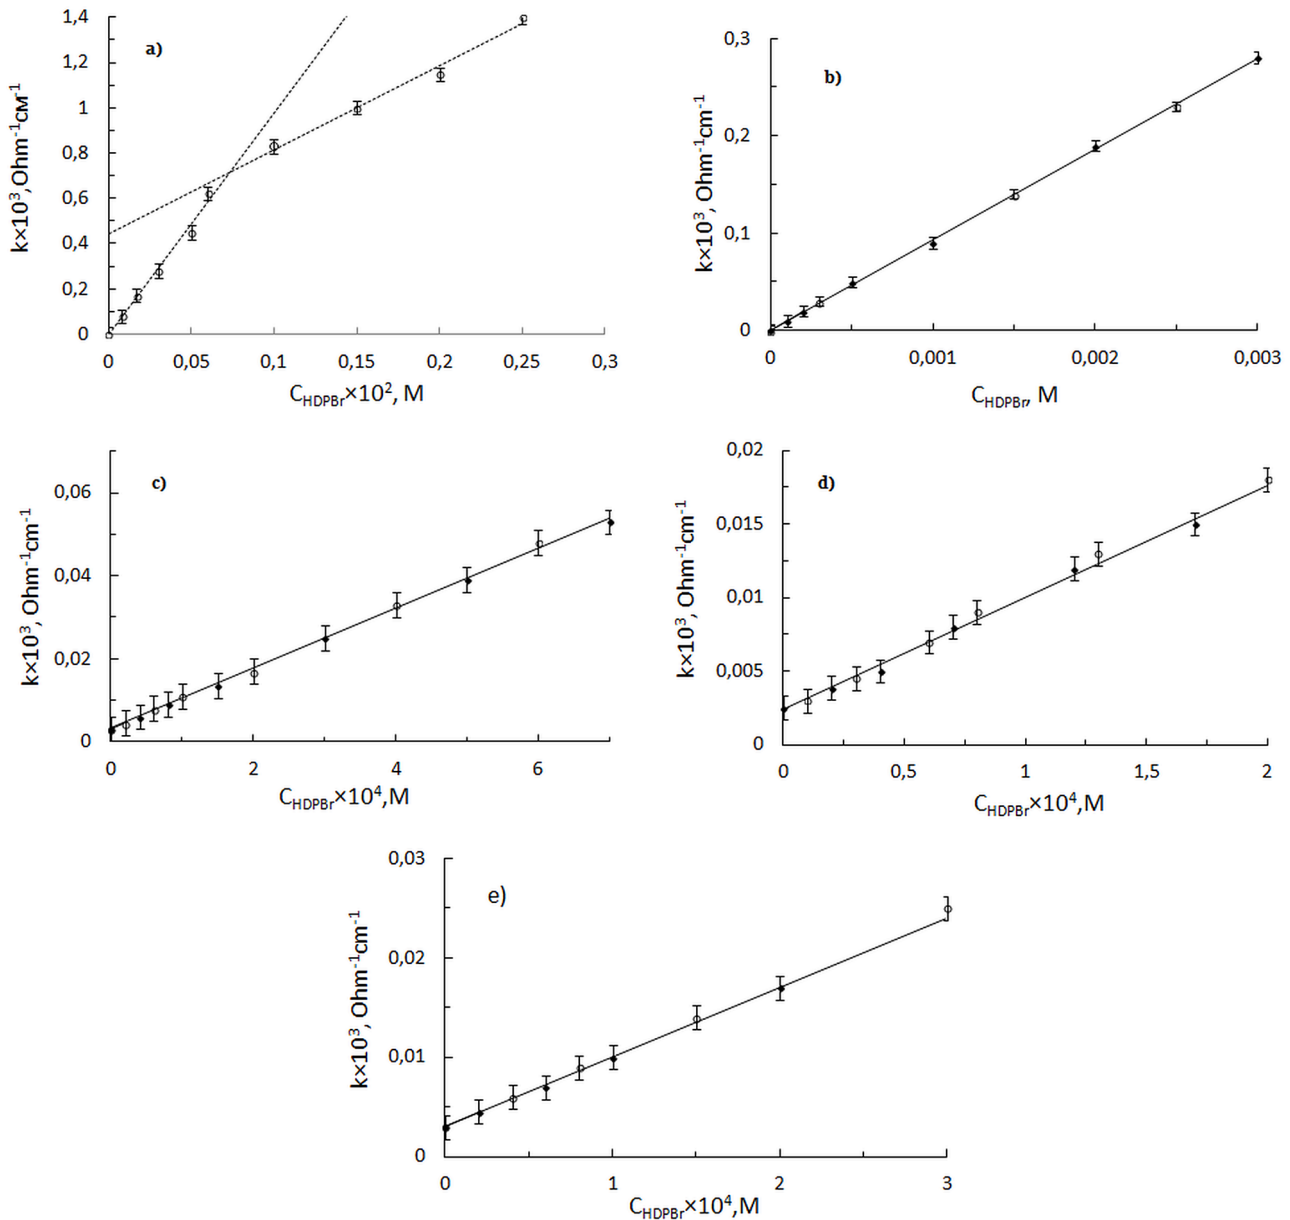 a)
k×10³, Ohm⁻¹см⁻¹
1,4
1,2
1
0,8
0,6
0,4
0,2
0
0 0,05 0,1 0,15 0,2 0,25 0,3
C_HDPBr×10², M
b)
k×10³, Ohm⁻¹cm⁻¹
0,3
0,2
0,1
0
0 0,001 0,002 0,003
C_HDPBr, M
c)
k×10³, Ohm⁻¹cm⁻¹
0,06
0,04
0,02
0
0 2 4 6
C_HDPBr×10⁴,M
d)
k×10³, Ohm⁻¹cm⁻¹
0,02
0,015
0,01
0,005
0
0 0,5 1 1,5 2
C_HDPBr×10⁴,M
e)
k×10³, Ohm⁻¹cm⁻¹
0,03
0,02
0,01
0
0 1 2 3
C_HDPBr×10⁴,M